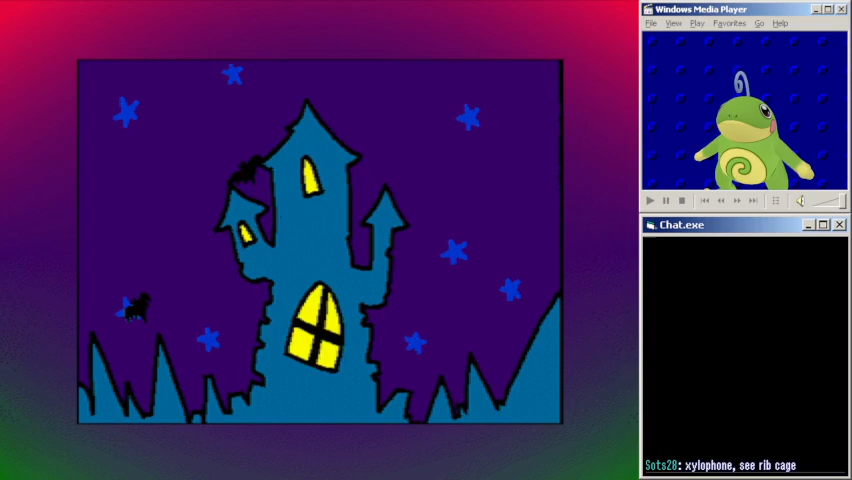 Windows Media Player
File View Play Favorites Go Help
Chat.exe
Sots28: xylophone, see rib cage